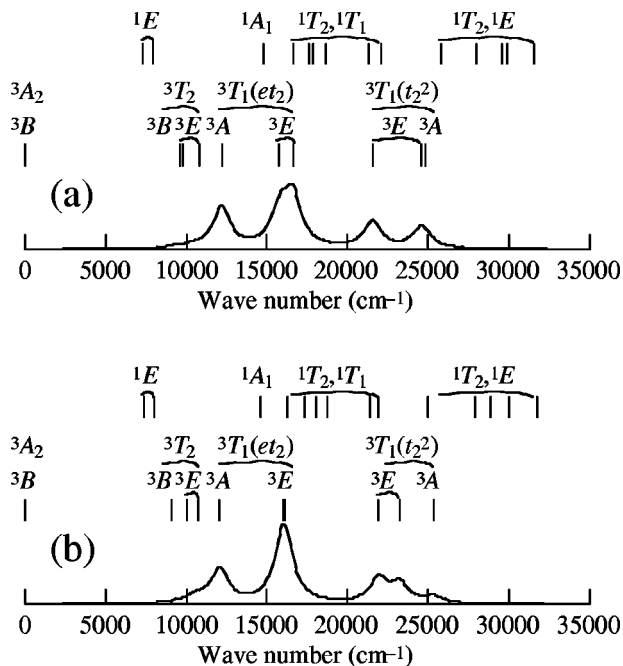 ¹E ¹A₁ ¹T₂,¹T₁ ¹T₂,¹E
³A₂ ³T₂ ³T₁(et₂) ³T₁(t₂²)
³B ³B ³E ³A ³E ³E ³A
(a)
0 5000 10000 15000 20000 25000 30000 35000
Wave number (cm⁻¹)
¹E ¹A₁ ¹T₂,¹T₁ ¹T₂,¹E
³A₂ ³T₂ ³T₁(et₂) ³T₁(t₂²)
³B ³B ³E ³A ³E ³E ³A
(b)
0 5000 10000 15000 20000 25000 30000 35000
Wave number (cm⁻¹)